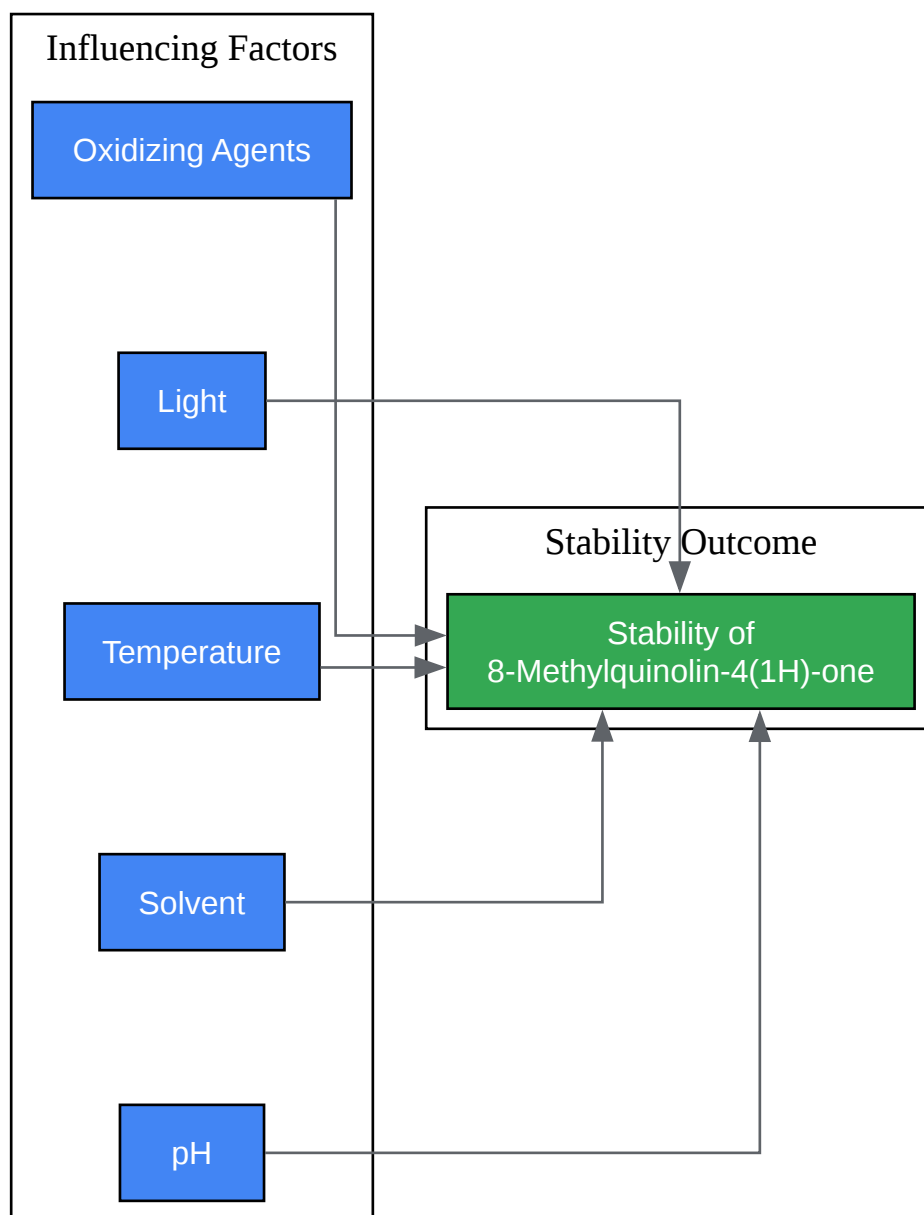 Influencing Factors
Oxidizing Agents
Light
Temperature
Solvent
pH
Stability Outcome
Stability of
8-Methylquinolin-4(1H)-one